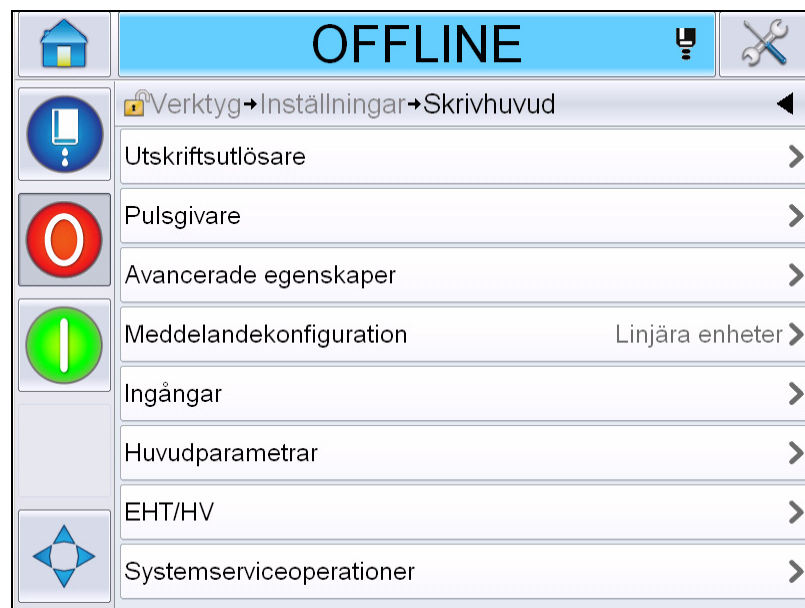 OFFLINE
Verktyg→Inställningar→Skrivhuvud
Utskriftsutlösare
Pulsgivare
Avancerade egenskaper
Meddelandekonfiguration Linjära enheter
Ingångar
Huvudparametrar
EHT/HV
Systemserviceoperationer